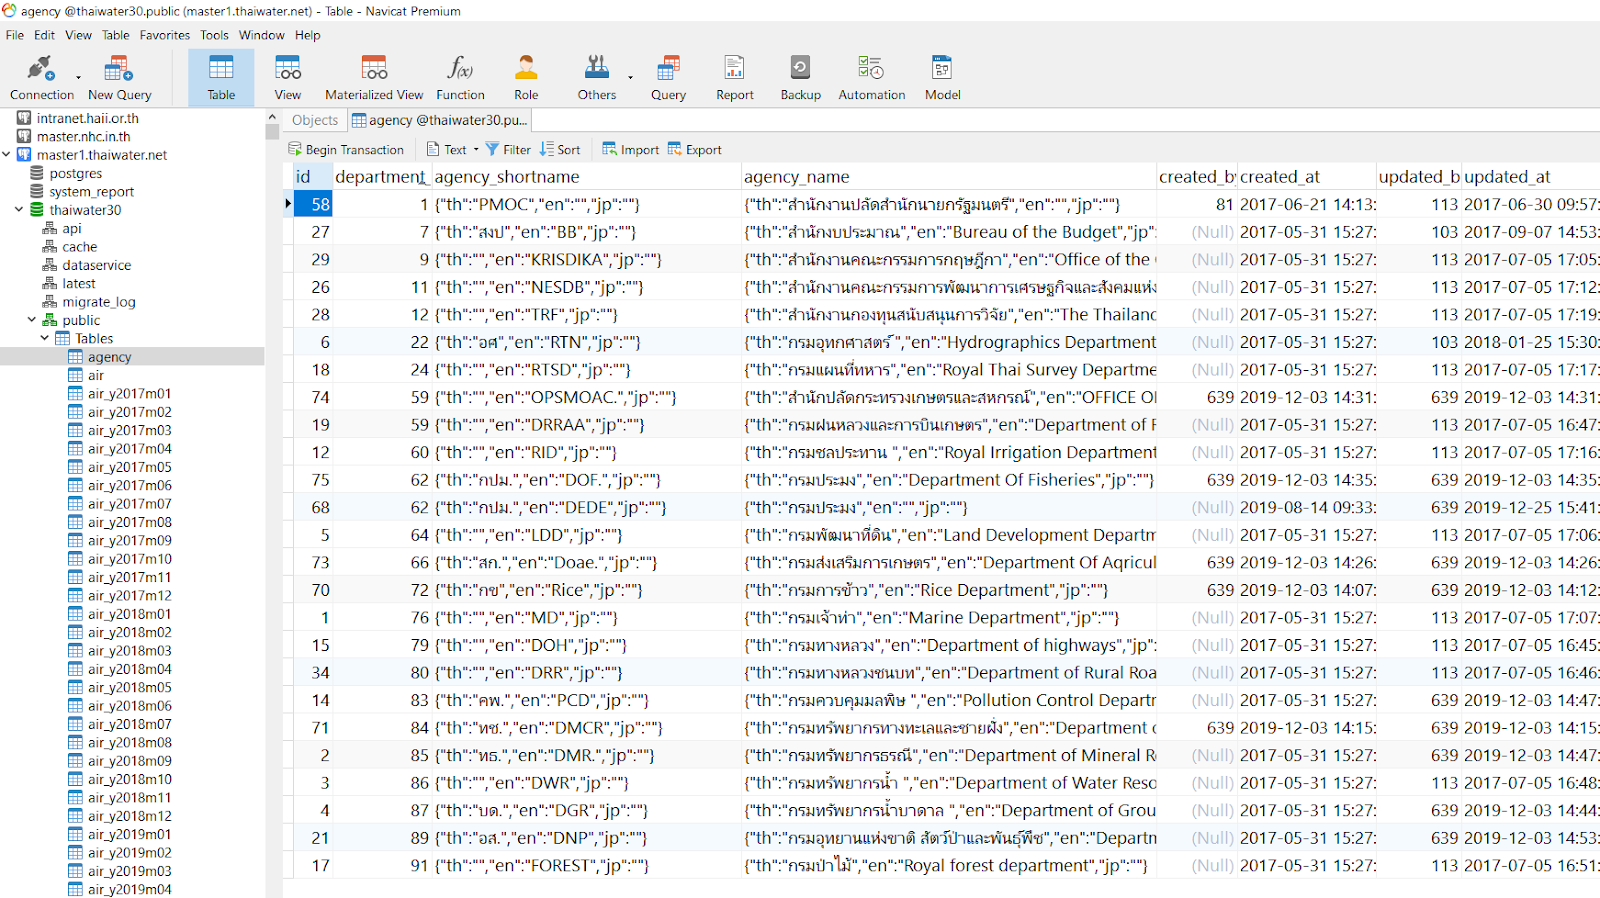 agency @thaiwater30.public (master1.thaiwater.net) - Table - Navicat Premium
File Edit View Table Favorites Tools Window Help
Connection New Query Table View Materialized View Function Role Others Query Report Backup Automation Model
intranet.haii.or.th
master.nhc.in.th
master1.thaiwater.net
postgres
system_report
thaiwater30
api
cache
dataservice
latest
migrate_log
public
Tables
agency
air
air_y2017m01
air_y2017m02
air_y2017m03
air_y2017m04
air_y2017m05
air_y2017m06
air_y2017m07
air_y2017m08
air_y2017m09
air_y2017m10
air_y2017m11
air_y2017m12
air_y2018m01
air_y2018m02
air_y2018m03
air_y2018m04
air_y2018m05
air_y2018m06
air_y2018m07
air_y2018m08
air_y2018m09
air_y2018m10
air_y2018m11
air_y2018m12
air_y2019m01
air_y2019m02
air_y2019m03
air_y2019m04
Objects agency @thaiwater30.pu...
Begin Transaction Text Filter Sort Import Export
id department_ agency_shortname agency_name created_by created_at updated_b updated_at
58 1 {"th":"PMOC","en":"","jp":""} {"th":"สำนักงานปลัดสำนักนายกรัฐมนตรี","en":"","jp":""} 81 2017-06-21 14:13: 113 2017-06-30 09:57:
27 7 {"th":"สงป","en":"BB","jp":""} {"th":"สำนักงบประมาณ","en":"Bureau of the Budget","jp": (Null) 2017-05-31 15:27: 103 2017-09-07 14:53:
29 9 {"th":"","en":"KRISDIKA","jp":""} {"th":"สำนักงานคณะกรรมการกฤษฎีกา","en":"Office of the (Null) 2017-05-31 15:27: 113 2017-07-05 17:05:
26 11 {"th":"","en":"NESDB","jp":""} {"th":"สำนักงานคณะกรรมการพัฒนาการเศรษฐกิจและสังคมแห่ง (Null) 2017-05-31 15:27: 113 2017-07-05 17:12:
28 12 {"th":"","en":"TRF","jp":""} {"th":"สำนักงานกองทุนสนับสนุนการวิจัย","en":"The Thailand (Null) 2017-05-31 15:27: 113 2017-07-05 17:19:
6 22 {"th":"อศ","en":"RTN","jp":""} {"th":"กรมอุทกศาสตร์ ","en":"Hydrographics Department (Null) 2017-05-31 15:27: 103 2018-01-25 15:30:
18 24 {"th":"","en":"RTSD","jp":""} {"th":"กรมแผนที่ทหาร","en":"Royal Thai Survey Departme (Null) 2017-05-31 15:27: 113 2017-07-05 17:17:
74 59 {"th":"","en":"OPSMOAC.","jp":""} {"th":"สำนักปลัดกระทรวงเกษตรและสหกรณ์","en":"OFFICE OF 639 2019-12-03 14:31: 639 2019-12-03 14:31:
19 59 {"th":"","en":"DRRAA","jp":""} {"th":"กรมฝนหลวงและการบินเกษตร","en":"Department of F (Null) 2017-05-31 15:27: 113 2017-07-05 16:47:
12 60 {"th":"","en":"RID","jp":""} {"th":"กรมชลประทาน ","en":"Royal Irrigation Department (Null) 2017-05-31 15:27: 113 2017-07-05 17:16:
75 62 {"th":"กปม.","en":"DOF.","jp":""} {"th":"กรมประมง","en":"Department Of Fisheries","jp":""} 639 2019-12-03 14:35: 639 2019-12-03 14:35:
68 62 {"th":"กปม.","en":"DEDE","jp":""} {"th":"กรมประมง","en":"","jp":""} (Null) 2019-08-14 09:33: 639 2019-12-25 15:41:
5 64 {"th":"","en":"LDD","jp":""} {"th":"กรมพัฒนาที่ดิน","en":"Land Development Departm (Null) 2017-05-31 15:27: 113 2017-07-05 17:06:
73 66 {"th":"สก.","en":"Doae.","jp":""} {"th":"กรมส่งเสริมการเกษตร","en":"Department Of Aqricul 639 2019-12-03 14:26: 639 2019-12-03 14:26:
70 72 {"th":"กข","en":"Rice","jp":""} {"th":"กรมการข้าว","en":"Rice Department","jp":""} 639 2019-12-03 14:07: 639 2019-12-03 14:12:
1 76 {"th":"","en":"MD","jp":""} {"th":"กรมเจ้าท่า","en":"Marine Department","jp":""} (Null) 2017-05-31 15:27: 113 2017-07-05 17:07:
15 79 {"th":"","en":"DOH","jp":""} {"th":"กรมทางหลวง","en":"Department of highways","jp": (Null) 2017-05-31 15:27: 113 2017-07-05 16:45:
34 80 {"th":"","en":"DRR","jp":""} {"th":"กรมทางหลวงชนบท","en":"Department of Rural Roa (Null) 2017-05-31 15:27: 113 2017-07-05 16:46:
14 83 {"th":"คพ.","en":"PCD","jp":""} {"th":"กรมควบคุมมลพิษ ","en":"Pollution Control Departm (Null) 2017-05-31 15:27: 639 2019-12-03 14:47:
71 84 {"th":"ทช.","en":"DMCR","jp":""} {"th":"กรมทรัพยากรทางทะเลและชายฝั่ง","en":"Department o 639 2019-12-03 14:15: 639 2019-12-03 14:15:
2 85 {"th":"ทธ.","en":"DMR.","jp":""} {"th":"กรมทรัพยากรธรณี","en":"Department of Mineral R (Null) 2017-05-31 15:27: 639 2019-12-03 14:47:
3 86 {"th":"","en":"DWR","jp":""} {"th":"กรมทรัพยากรน้ำ ","en":"Department of Water Reso (Null) 2017-05-31 15:27: 113 2017-07-05 16:48:
4 87 {"th":"บด.","en":"DGR","jp":""} {"th":"กรมทรัพยากรน้ำบาดาล ","en":"Department of Grou (Null) 2017-05-31 15:27: 639 2019-12-03 14:44:
21 89 {"th":"อส.","en":"DNP","jp":""} {"th":"กรมอุทยานแห่งชาติ สัตว์ป่าและพันธุ์พืช","en":"Departm (Null) 2017-05-31 15:27: 639 2019-12-03 14:53:
17 91 {"th":"","en":"FOREST","jp":""} {"th":"กรมป่าไม้","en":"Royal forest department","jp":""} (Null) 2017-05-31 15:27: 113 2017-07-05 16:51: